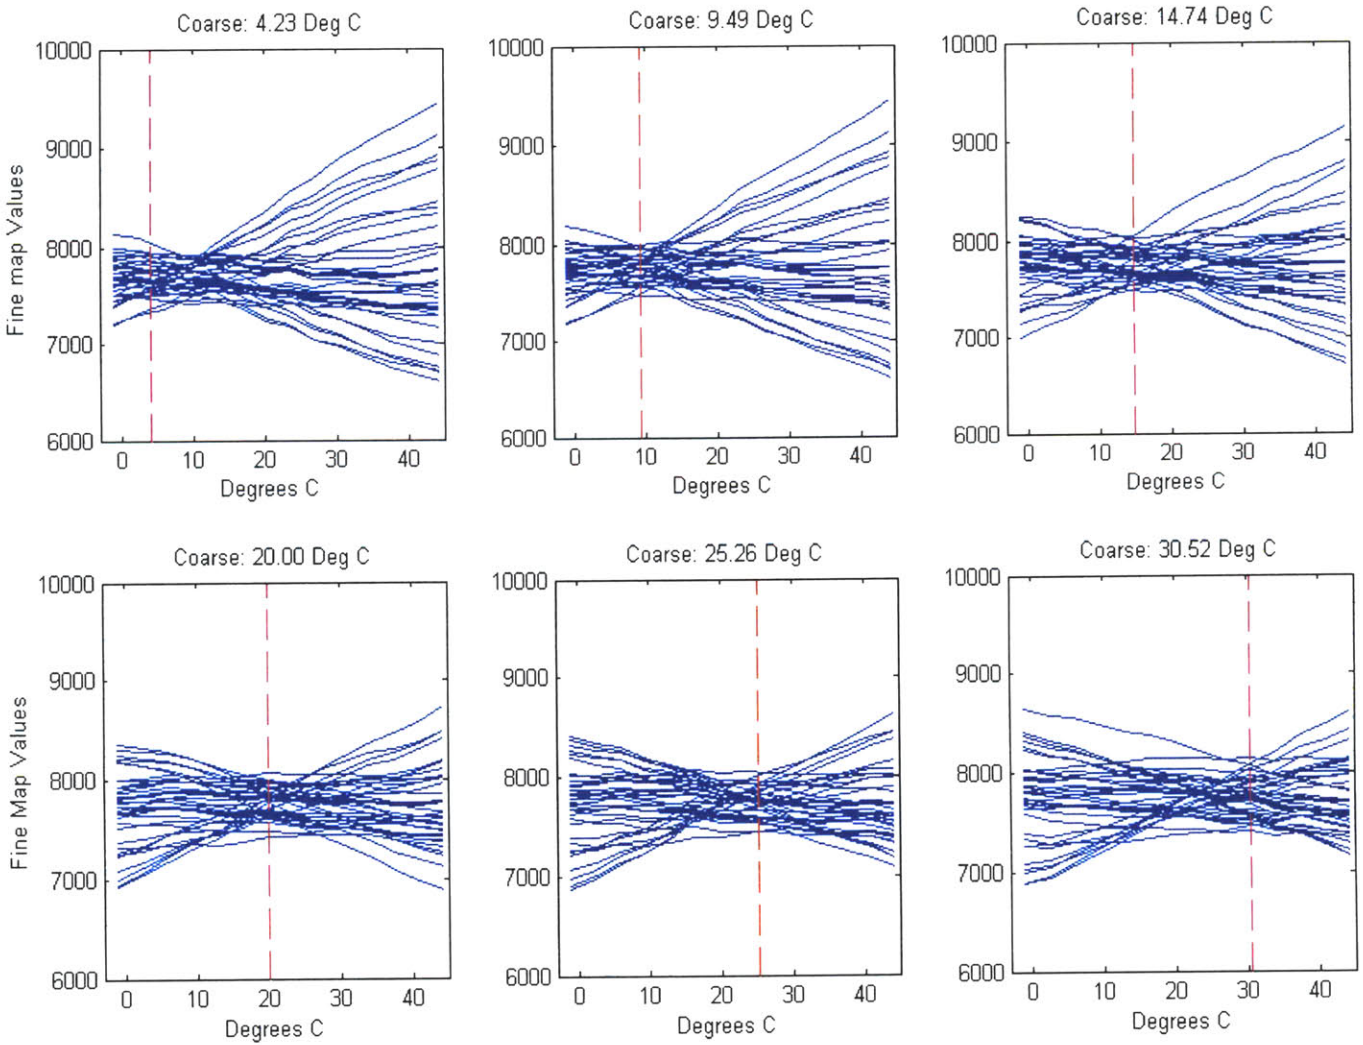 Coarse: 4.23 Deg C
Coarse: 9.49 Deg C
Coarse: 14.74 Deg C
10000
9000
8000
7000
6000
Fine map Values
0 10 20 30 40
Degrees C
10000
9000
8000
7000
6000
0 10 20 30 40
Degrees C
10000
9000
8000
7000
6000
0 10 20 30 40
Degrees C
Coarse: 20.00 Deg C
Coarse: 25.26 Deg C
Coarse: 30.52 Deg C
10000
9000
8000
7000
6000
Fine Map Values
0 10 20 30 40
Degrees C
10000
9000
8000
7000
6000
0 10 20 30 40
Degrees C
10000
9000
8000
7000
6000
0 10 20 30 40
Degrees C